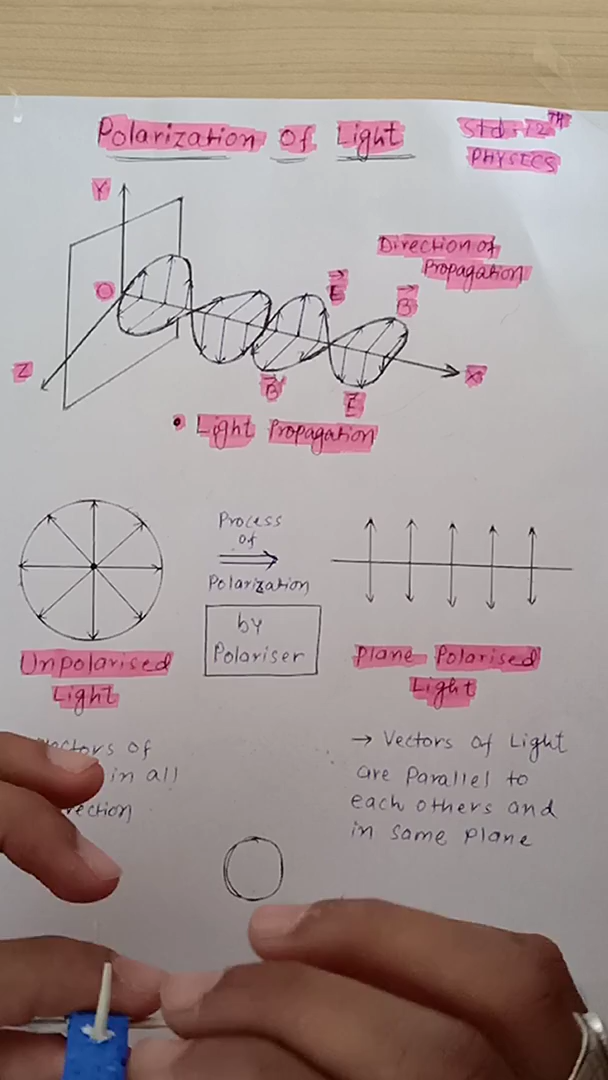 Polarization of Light
Std:-12TH
PHYSICS
Y
Direction of
Propagation
O
E
B
Z
X
B
E
• Light Propagation
Process
of
Polarization
by
Polariser
Unpolarised
Light
Plane Polarised
Light
of
in all
→ Vectors of Light
are Parallel to
each others and
in same Plane